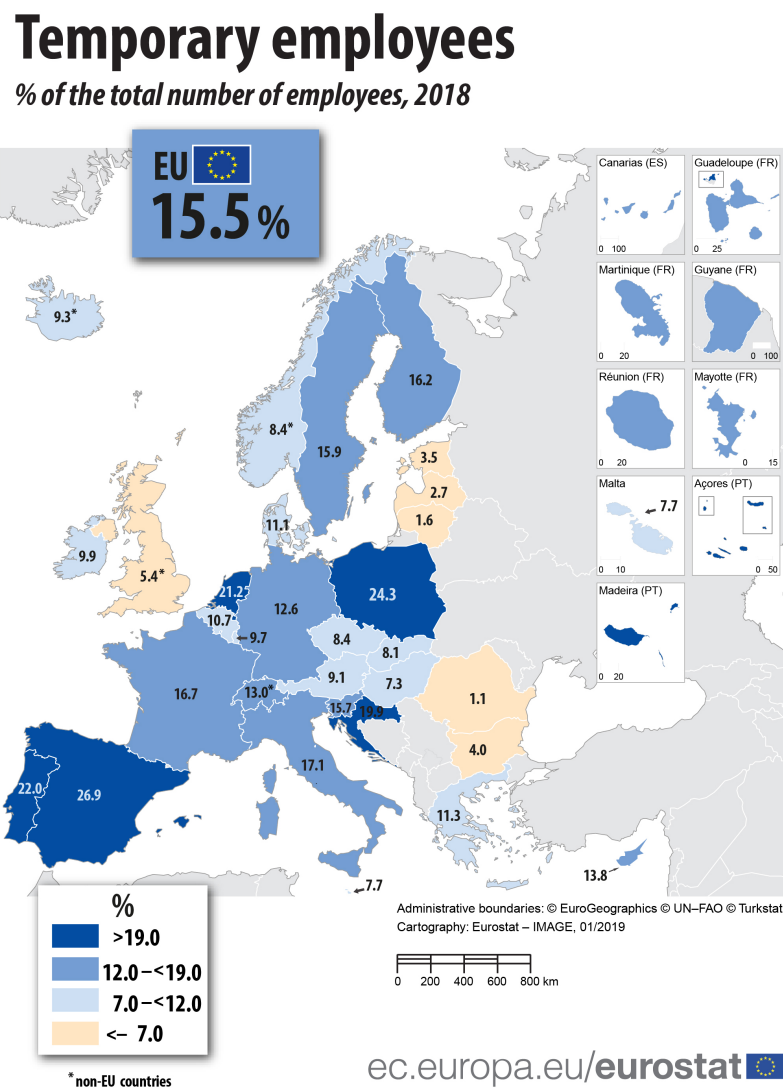 Temporary employees
% of the total number of employees, 2018
EU
15.5 %
Canarias (ES)
0 100
Guadeloupe (FR)
0 25
Martinique (FR)
0 20
Guyane (FR)
0 100
Réunion (FR)
0 20
Mayotte (FR)
0 15
Malta
7.7
0 10
Açores (PT)
0 50
Madeira (PT)
0 20
9.3*
16.2
8.4*
15.9
3.5
2.7
1.6
11.1
9.9
5.4*
21.2
24.3
12.6
10.7
9.7
8.4
8.1
9.1
7.3
16.7
13.0*
15.7
19.9
1.1
4.0
17.1
22.0
26.9
11.3
13.8
7.7
%
>19.0
12.0–<19.0
7.0–<12.0
<– 7.0
*non-EU countries
Administrative boundaries: © EuroGeographics © UN–FAO © Turkstat
Cartography: Eurostat – IMAGE, 01/2019
0 200 400 600 800 km
ec.europa.eu/eurostat